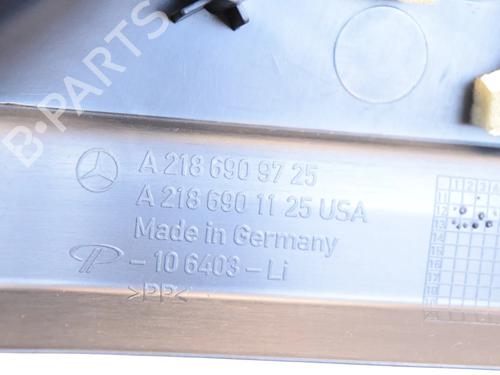 B-PARTS
A 218 690 97 25
A 218 690 11 25 USA
Made in Germany
- 10 6403 - Li
>PP<